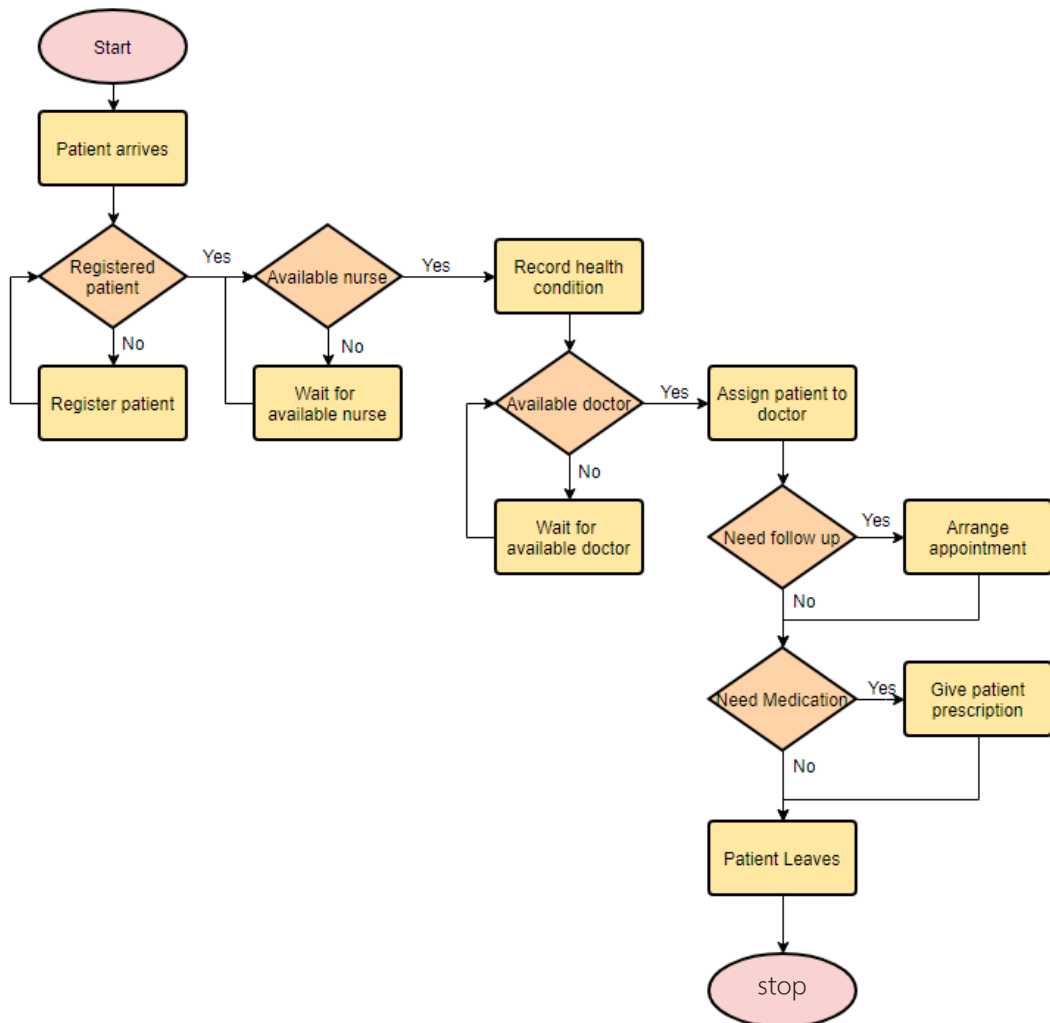 Start
Patient arrives
Registered
patient
Yes
No
Register patient
Available nurse
Yes
No
Wait for
available nurse
Record health
condition
Available doctor
Yes
No
Wait for
available doctor
Assign patient to
doctor
Need follow up
Yes
Arrange
appointment
No
Need Medication
Yes
Give patient
prescription
No
Patient Leaves
stop